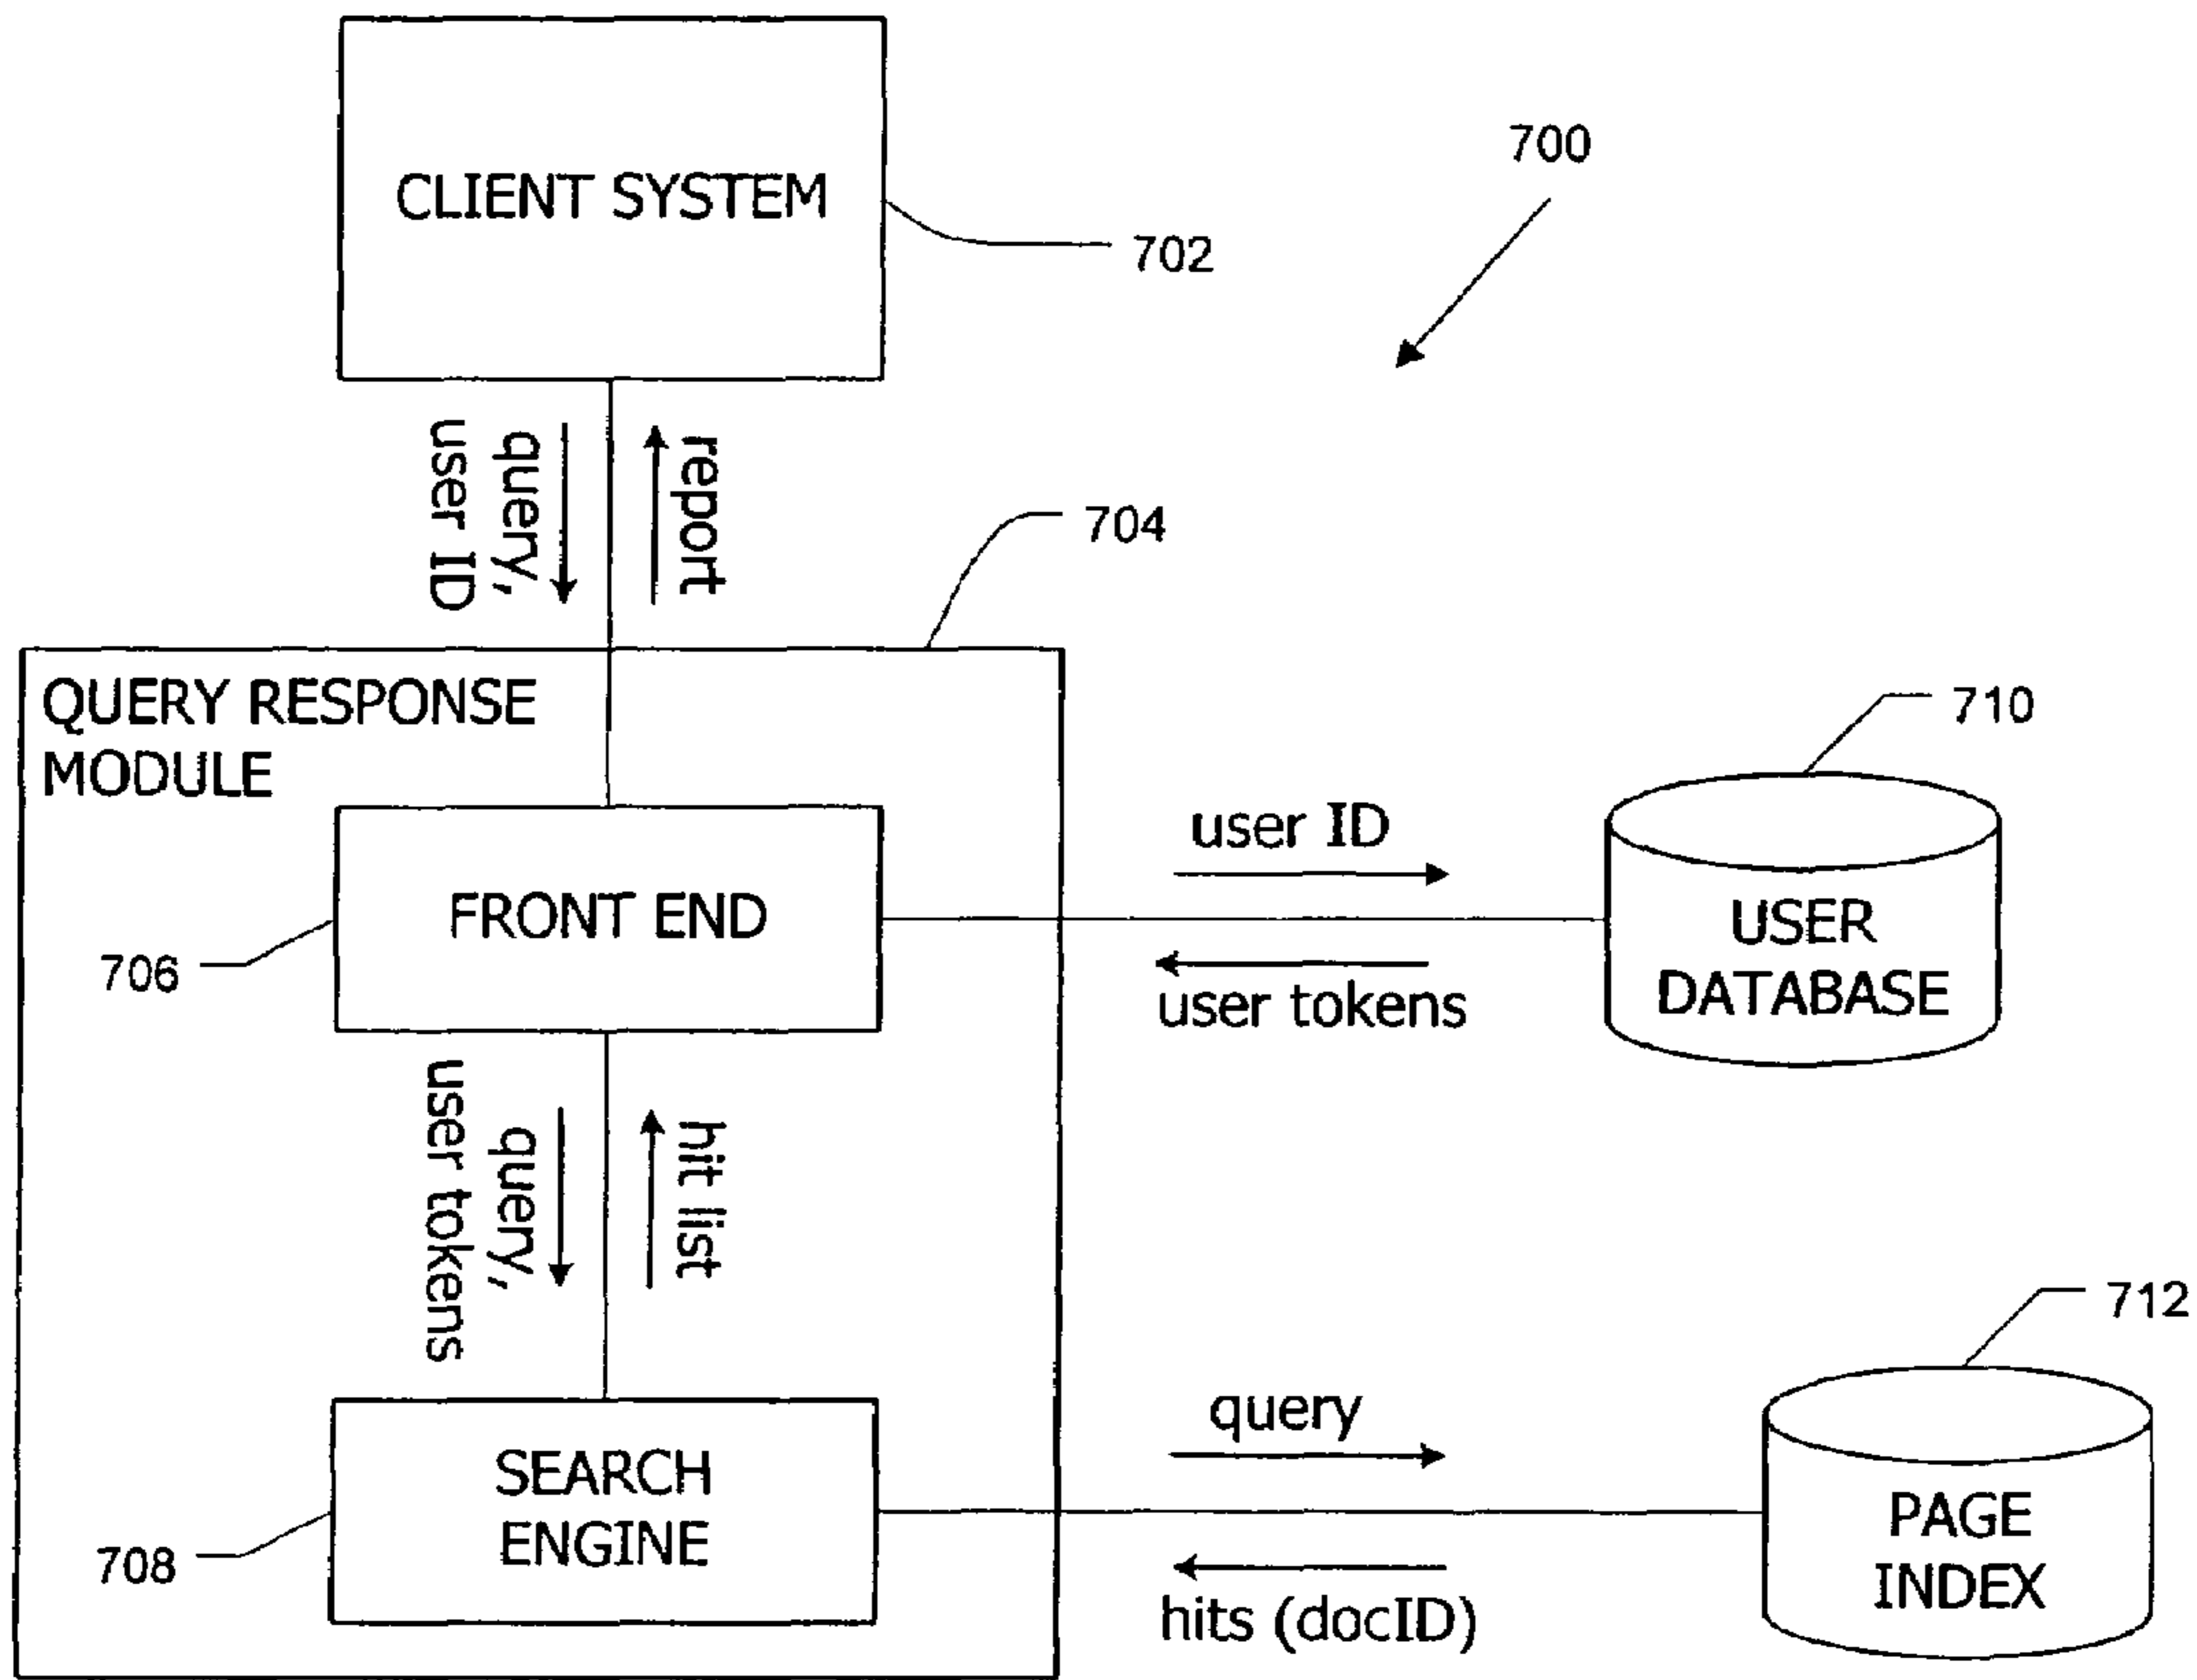 CLIENT SYSTEM
700
702
query,
user ID
report
704
QUERY RESPONSE
MODULE
710
FRONT END
706
user ID
user tokens
USER
DATABASE
query,
user tokens
hit list
712
SEARCH
ENGINE
708
query
hits (docID)
PAGE
INDEX